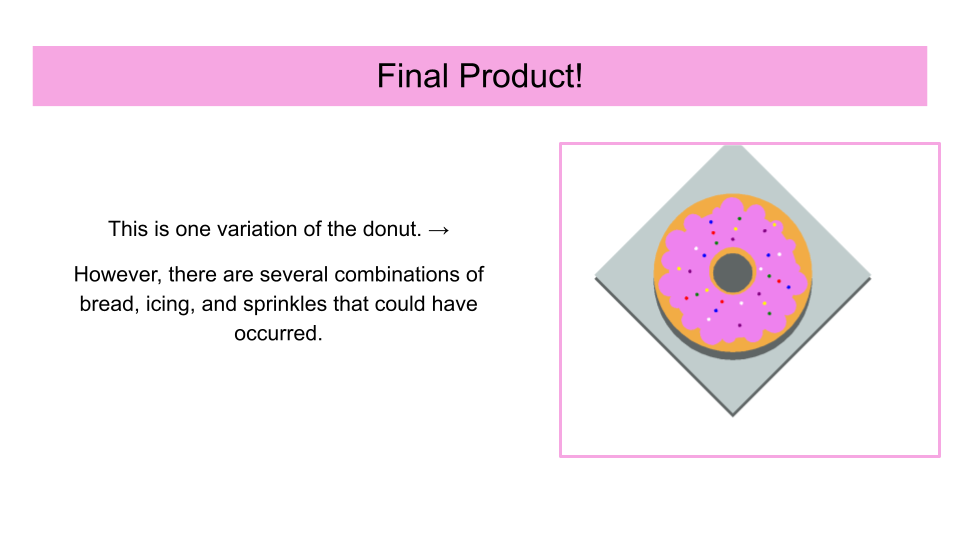 Final Product!
This is one variation of the donut. →
However, there are several combinations of
bread, icing, and sprinkles that could have
occurred.